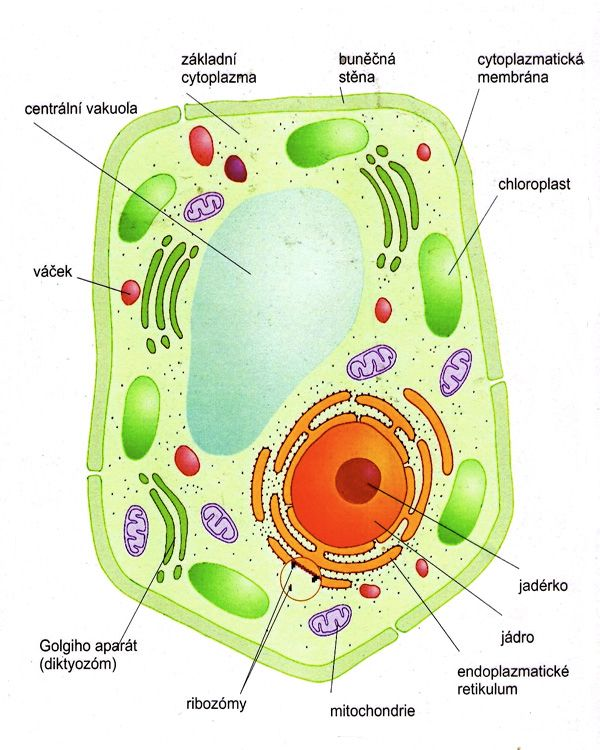 základní
cytoplazma
buněčná
stěna
cytoplazmatická
membrána
centrální vakuola
chloroplast
váček
jadérko
jádro
Golgiho aparát
(diktyozóm)
endoplazmatické
retikulum
ribozómy
mitochondrie